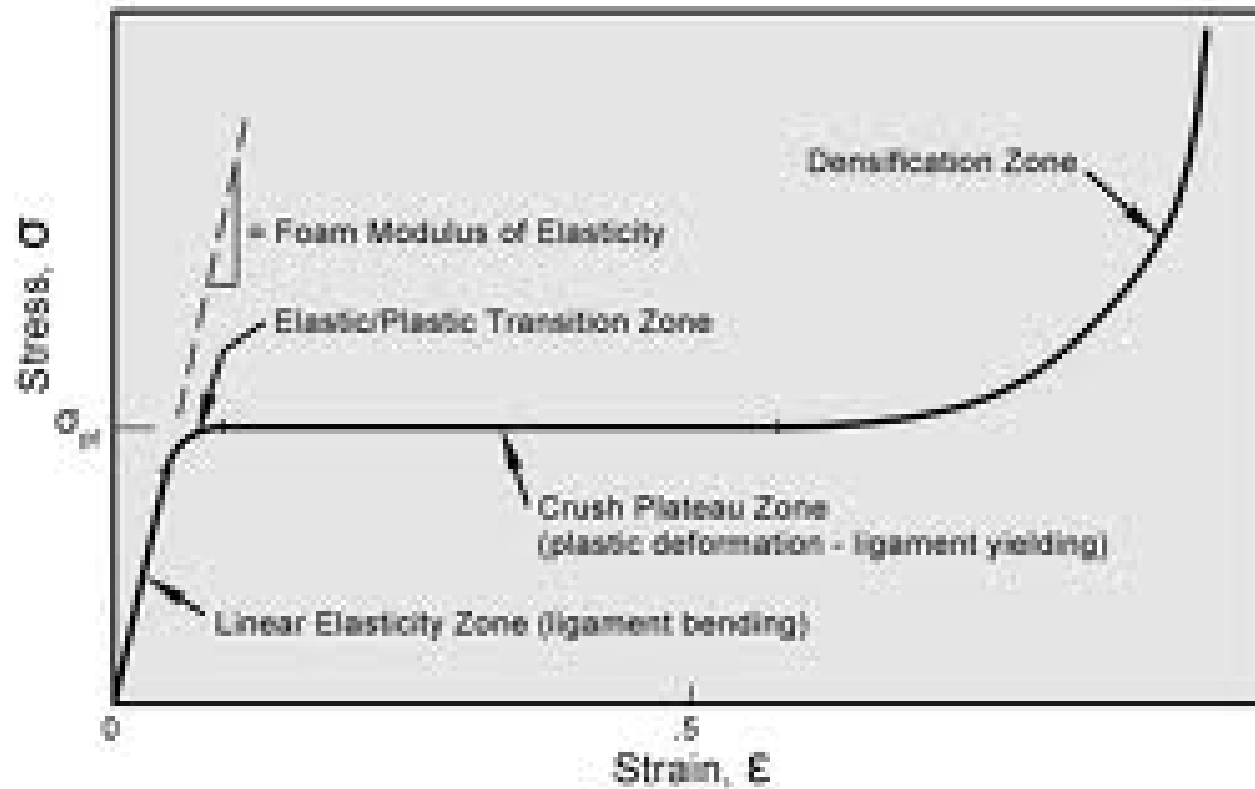 Densification Zone
= Foam Modulus of Elasticity
Elastic/Plastic Transition Zone
Stress, σ
σpl
Crush Plateau Zone
(plastic deformation - ligament yielding)
Linear Elasticity Zone (ligament bending)
0
.5
Strain, ε